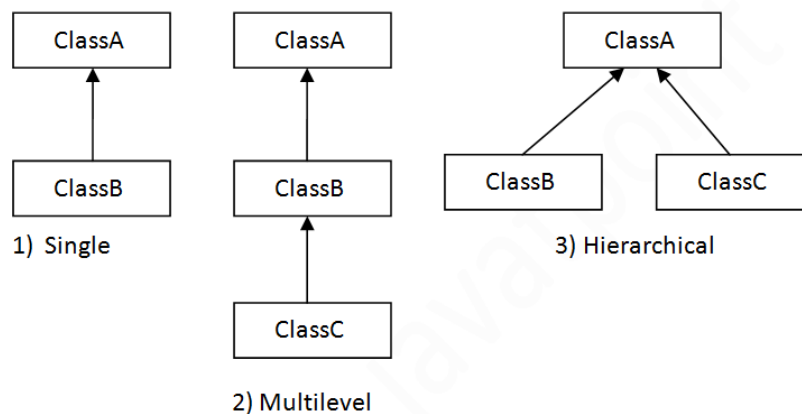 ClassA
ClassB
1) Single
ClassA
ClassB
ClassC
2) Multilevel
ClassA
ClassB
ClassC
3) Hierarchical